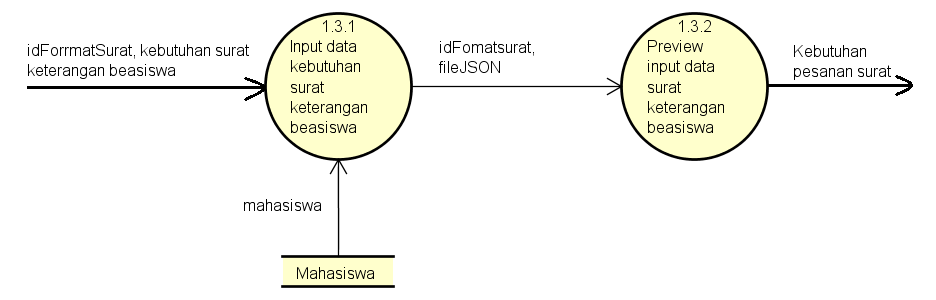 idForrmatSurat, kebutuhan surat
keterangan beasiswa
1.3.1
Input data
kebutuhan
surat
keterangan
beasiswa
idFomatsurat,
fileJSON
1.3.2
Preview
input data
surat
keterangan
beasiswa
Kebutuhan
pesanan surat
mahasiswa
Mahasiswa